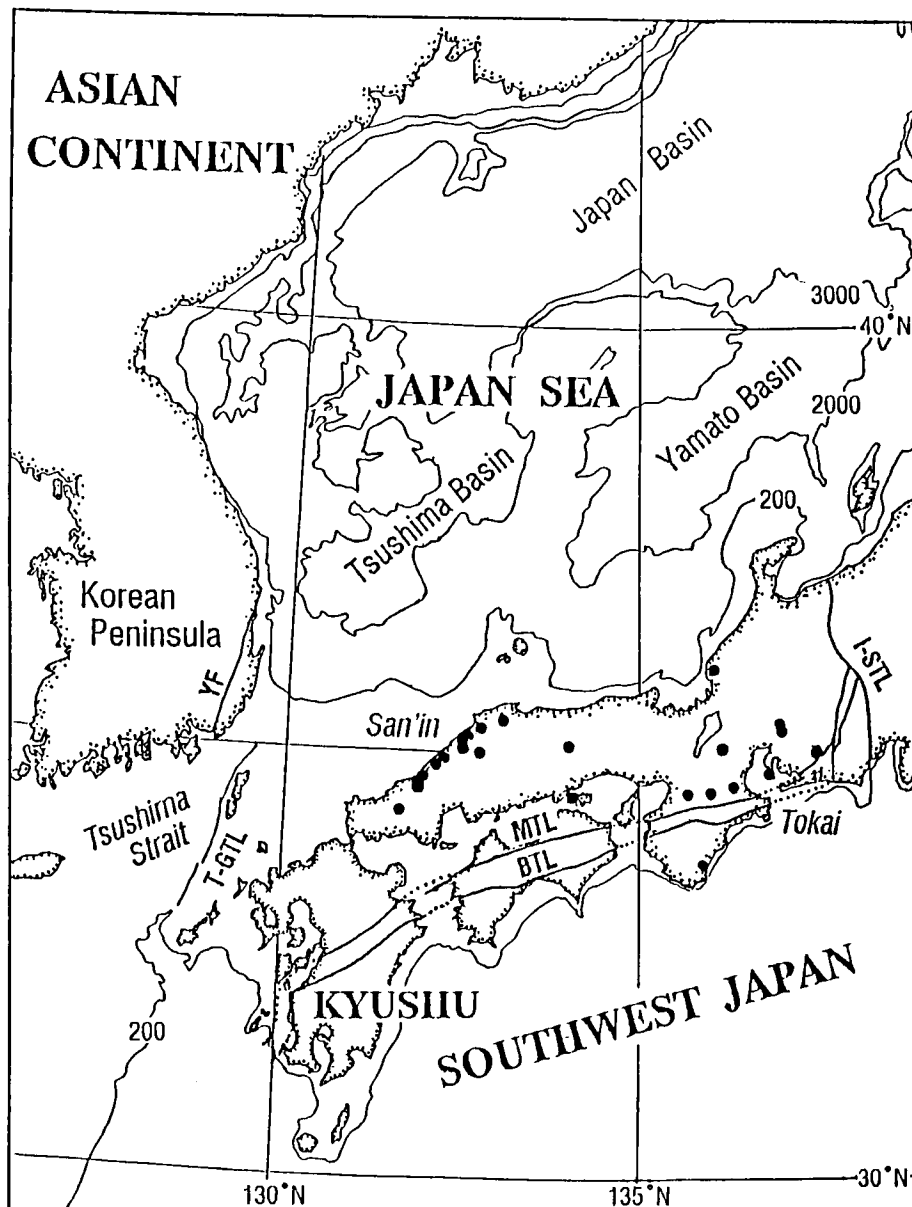 ASIAN
CONTINENT
Japan Basin
3000
40°N
JAPAN SEA
Yamato Basin
2000
Tsushima Basin
200
Korean
Peninsula
YF
I-STL
San'in
Tsushima
Strait
T-GTL
MTL
BTL
Tokai
KYUSHU
SOUTHWEST JAPAN
200
30°N
130°N
135°N